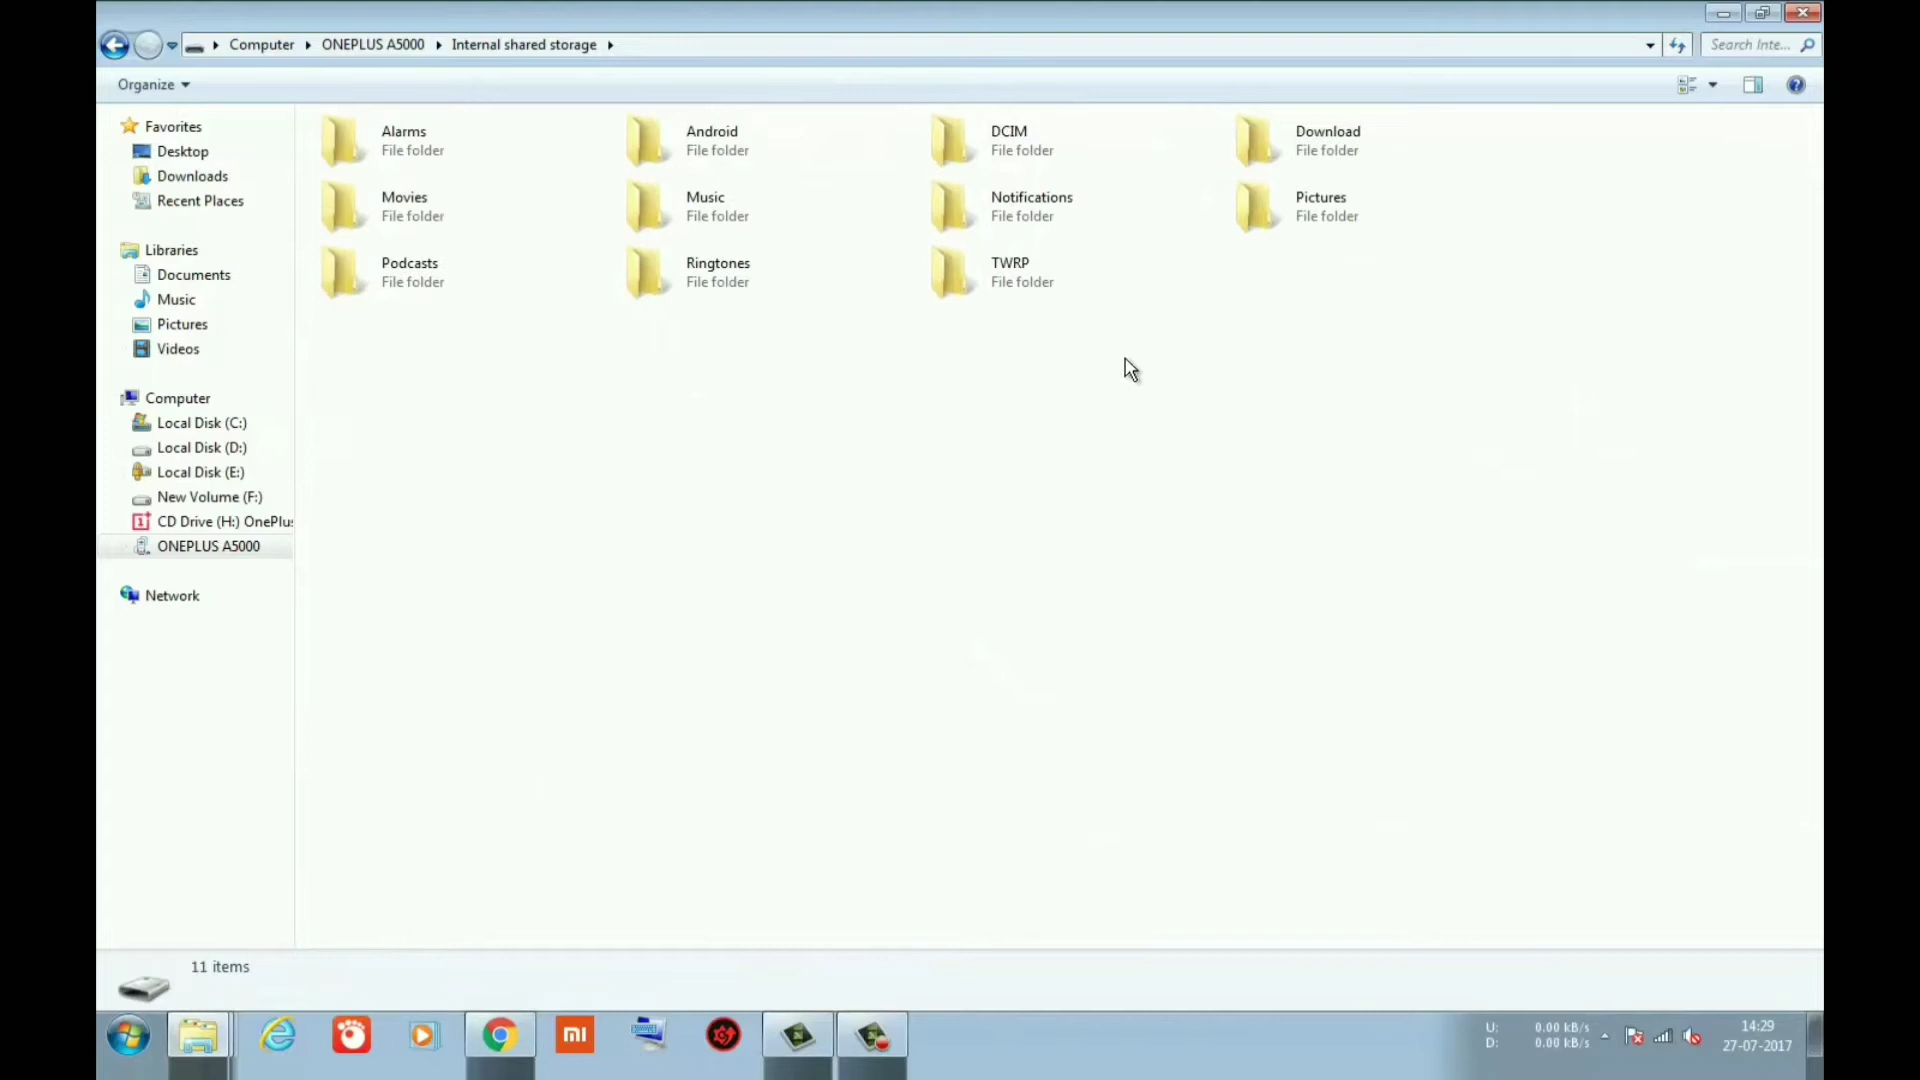 Computer ONEPLUS A5000 Internal shared storage
Search Inte...
Organize
Favorites
Desktop
Downloads
Recent Places
Libraries
Documents
Music
Pictures
Videos
Computer
Local Disk (C:)
Local Disk (D:)
Local Disk (E:)
New Volume (F:)
CD Drive (H:) OnePlus
ONEPLUS A5000
Network
Alarms
File folder
Android
File folder
DCIM
File folder
Download
File folder
Movies
File folder
Music
File folder
Notifications
File folder
Pictures
File folder
Podcasts
File folder
Ringtones
File folder
TWRP
File folder
11 items
mi
U: 0.00 kB/s
D: 0.00 kB/s
14:29
27-07-2017